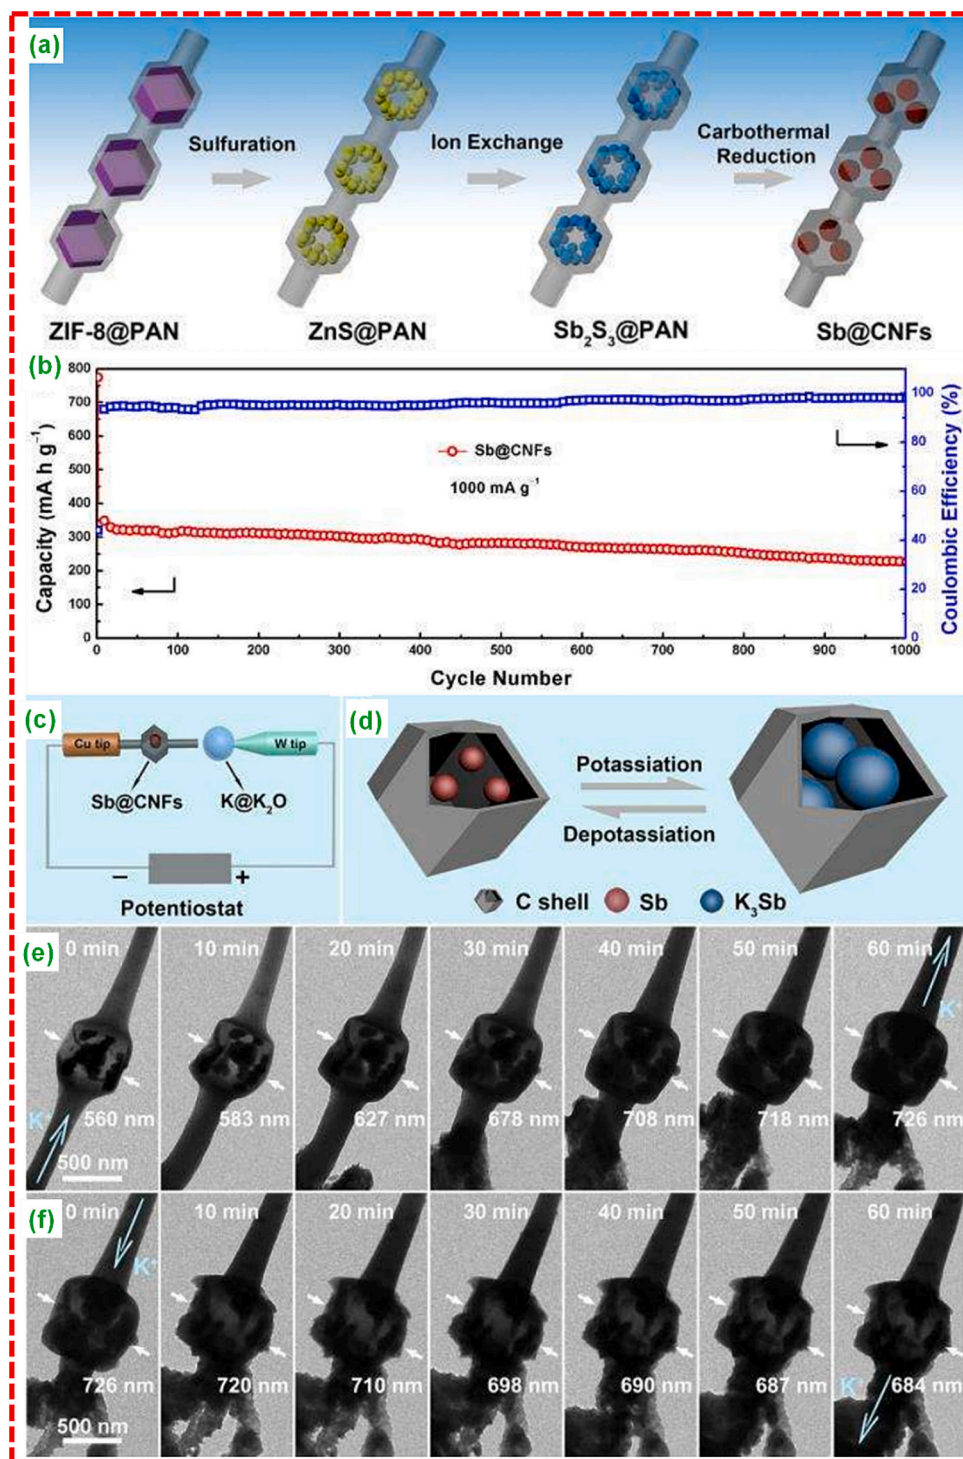 (a)
Sulfuration
Ion Exchange
Carbothermal
Reduction
ZIF-8@PAN
ZnS@PAN
Sb₂S₃@PAN
Sb@CNFs
(b)
800
700
600
500
400
300
200
100
0
Capacity (mA h g⁻¹)
Sb@CNFs
1000 mA g⁻¹
100
80
60
40
20
0
Coulombic Efficiency (%)
0 100 200 300 400 500 600 700 800 900 1000
Cycle Number
(c)
Cu tip
W tip
Sb@CNFs
K@K₂O
− +
Potentiostat
(d)
Potassiation
Depotassiation
C shell Sb K₃Sb
(e)
0 min 10 min 20 min 30 min 40 min 50 min 60 min
K⁺
K⁺
560 nm 583 nm 627 nm 678 nm 708 nm 718 nm 726 nm
500 nm
(f)
0 min 10 min 20 min 30 min 40 min 50 min 60 min
K⁺
726 nm 720 nm 710 nm 698 nm 690 nm 687 nm K⁺ 684 nm
500 nm